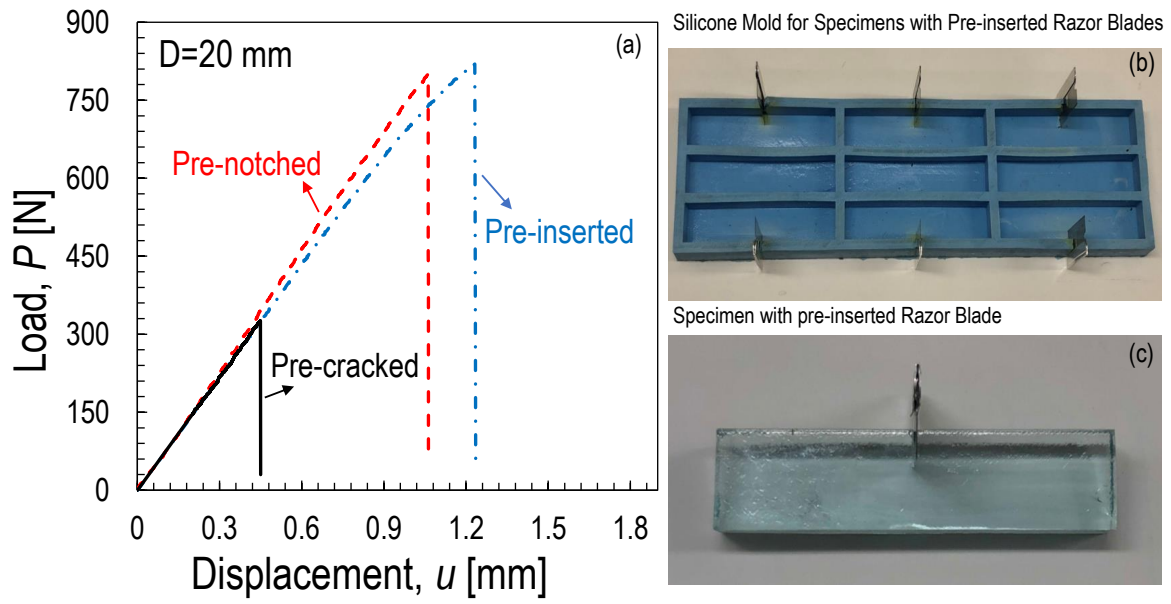 900
750
600
450
300
150
0
Load, P [N]
D=20 mm
(a)
Pre-notched
Pre-inserted
Pre-cracked
0
0.3
0.6
0.9
1.2
1.5
1.8
Displacement, u [mm]
Silicone Mold for Specimens with Pre-inserted Razor Blades
(b)
Specimen with pre-inserted Razor Blade
(c)